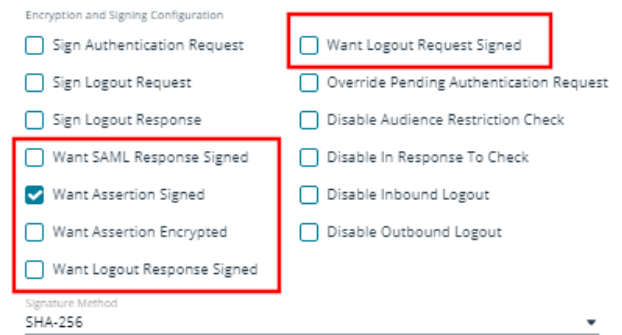 Encryption and Signing Configuration
Sign Authentication Request
Want Logout Request Signed
Sign Logout Request
Override Pending Authentication Request
Sign Logout Response
Disable Audience Restriction Check
Want SAML Response Signed
Disable In Response To Check
Want Assertion Signed
Disable Inbound Logout
Want Assertion Encrypted
Disable Outbound Logout
Want Logout Response Signed
Signature Method
SHA-256